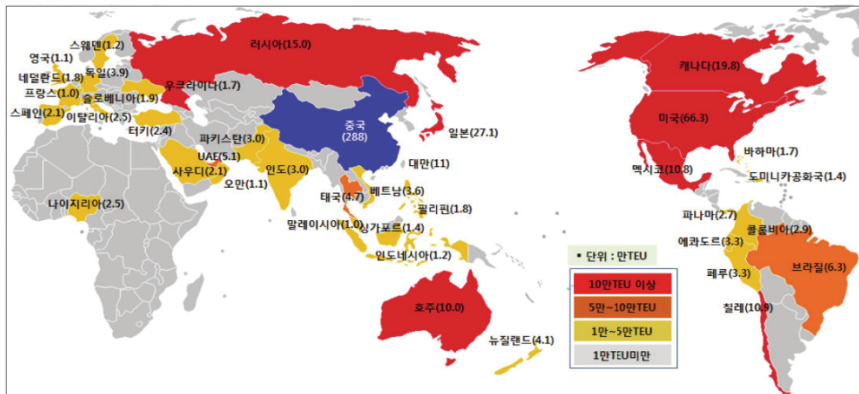 스웨덴(1.2)
러시아(15.0)
영국(1.1)
네덜란드(1.8)
독일(3.9)
우크라이나(1.7)
프랑스(1.0)
슬로베니아(1.9)
스페인(2.1)
이탈리아(2.5)
터키(2.4)
파키스탄(3.0)
중국
(288)
일본(27.1)
UAE(5.1)
사우디(2.1)
인도(3.0)
대만(11)
오만(1.1)
태국(4.7)
베트남(3.6)
나이지리아(2.5)
필리핀(1.8)
말레이시아(1.0)
싱가포르(1.4)
인도네시아(1.2)
호주(10.0)
뉴질랜드(4.1)
캐나다(19.8)
미국(66.3)
바하마(1.7)
멕시코(10.8)
도미니카공화국(1.4)
파나마(2.7)
콜롬비아(2.9)
에콰도르(3.3)
브라질(6.3)
페루(3.3)
칠레(10.9)
▪ 단위 : 만TEU
10만TEU 이상
5만~10만TEU
1만~5만TEU
1만TEU미만